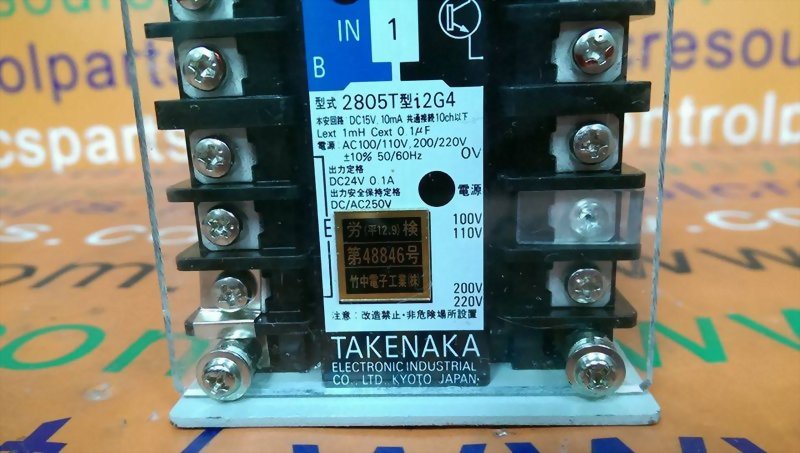 IN 1
B
型式 2805T型i2G4
本安回路 DC15V 10mA 共通接続10ch以下
Lext 1mH Cext 0.1μF
電源 AC100/110V, 200/220V
±10% 50/60Hz
0V
出力定格
DC24V 0.1A
電源
出力安全保持定格
DC/AC250V
E
100V
110V
労(平12.9)検
第48846号
竹中電子工業(株)
200V
220V
注意:改造禁止・非危険場所設置
TAKENAKA
ELECTRONIC INDUSTRIAL
CO., LTD. KYOTO JAPAN